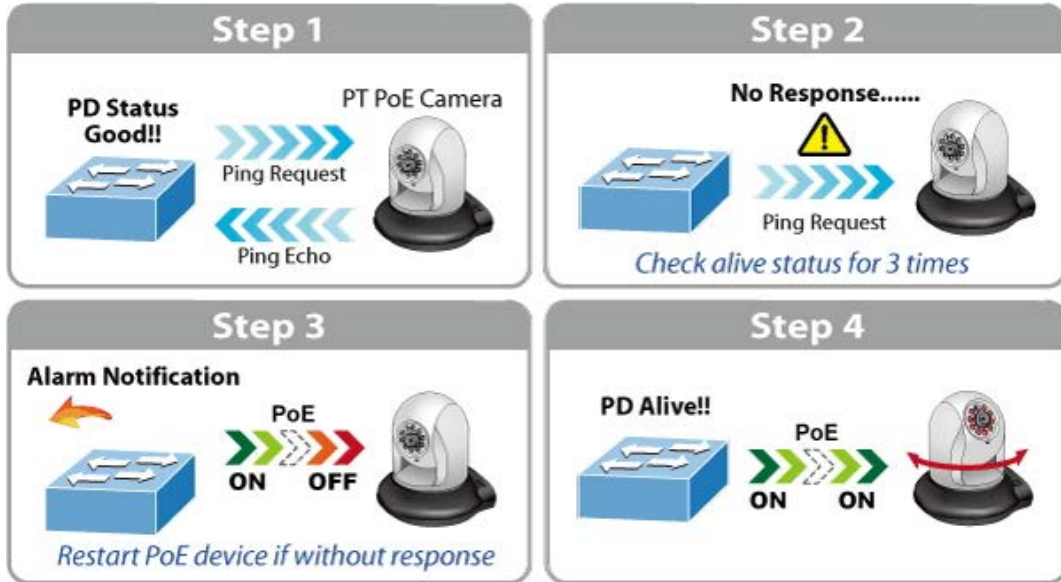 Step 1
PD Status
Good!!
PT PoE Camera
Ping Request
Ping Echo
Step 2
No Response......
Ping Request
Check alive status for 3 times
Step 3
Alarm Notification
PoE
ON
OFF
Restart PoE device if without response
Step 4
PD Alive!!
PoE
ON
ON